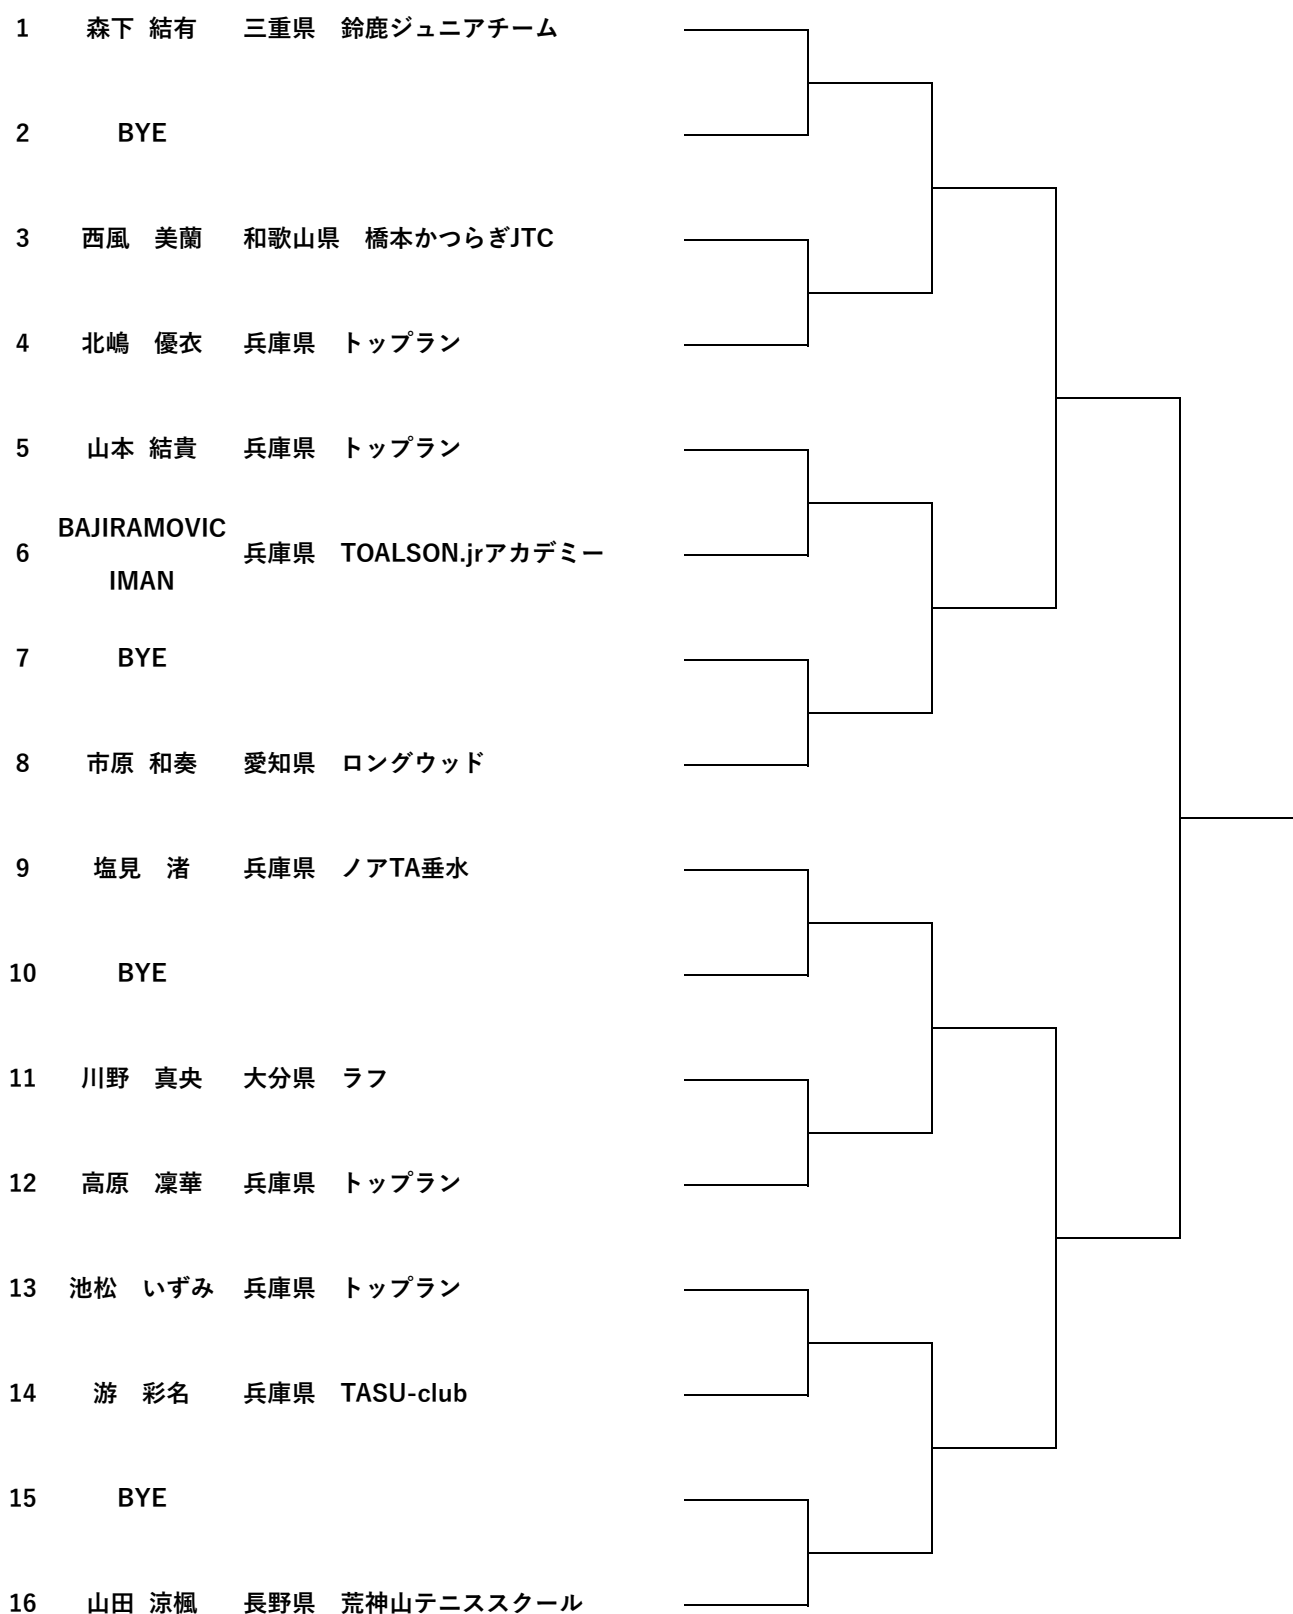 1 森下 結有 三重県 鈴鹿ジュニアチーム
2 BYE
3 西風 美蘭 和歌山県 橋本かつらぎJTC
4 北嶋 優衣 兵庫県 トップラン
5 山本 結貴 兵庫県 トップラン
BAJIRAMOVIC
6 兵庫県 TOALSON.jrアカデミー
IMAN
7 BYE
8 市原 和奏 愛知県 ロングウッド
9 塩見 渚 兵庫県 ノアTA垂水
10 BYE
11 川野 真央 大分県 ラフ
12 高原 凜華 兵庫県 トップラン
13 池松 いずみ 兵庫県 トップラン
14 游 彩名 兵庫県 TASU-club
15 BYE
16 山田 涼楓 長野県 荒神山テニススクール